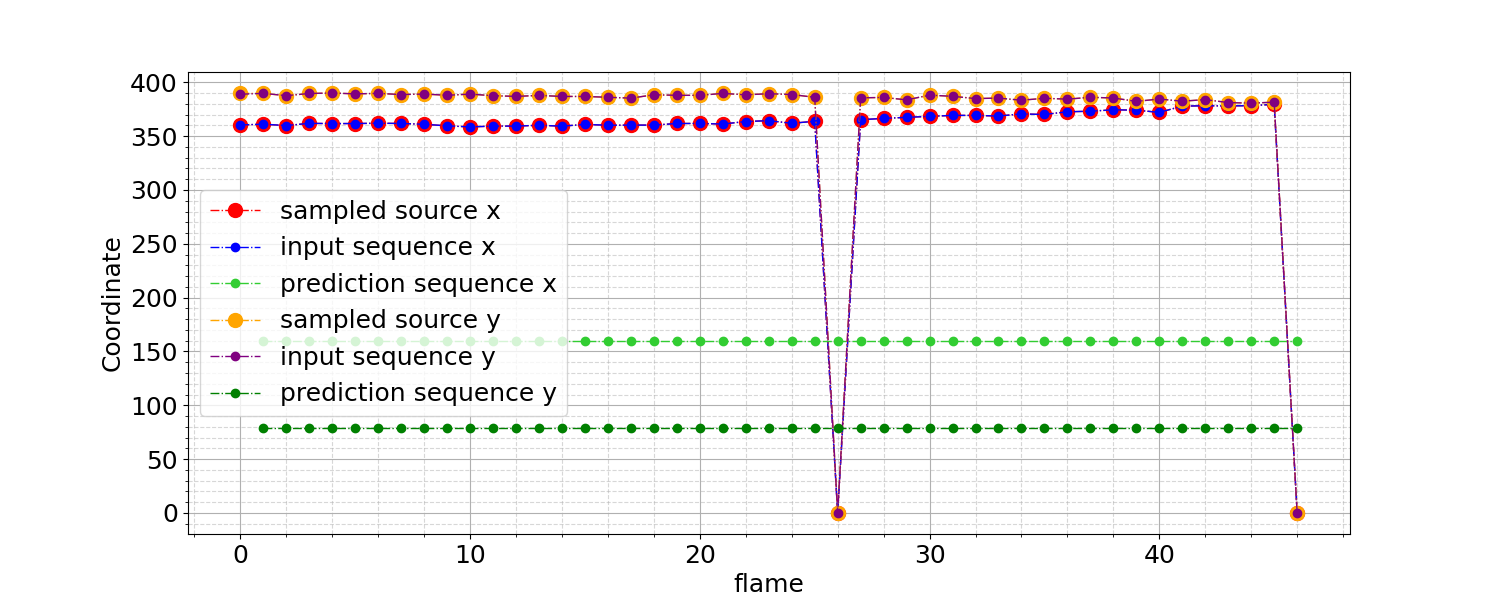 400
350
300
250
200
150
100
50
0
Coordinate
sampled source x
input sequence x
prediction sequence x
sampled source y
input sequence y
prediction sequence y
0 10 20 30 40
flame